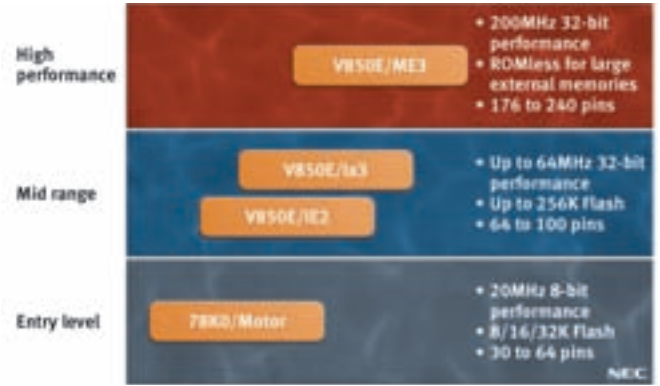 High
performance
V850E/ME3
• 200MHz 32-bit
performance
• ROMless for large
external memories
• 176 to 240 pins
Mid range
V850E/Ix3
V850E/IE2
• Up to 64MHz 32-bit
performance
• Up to 256K Flash
• 64 to 100 pins
Entry level
78K0/Motor
• 20MHz 8-bit
performance
• 8/16/32K Flash
• 30 to 64 pins
NEC